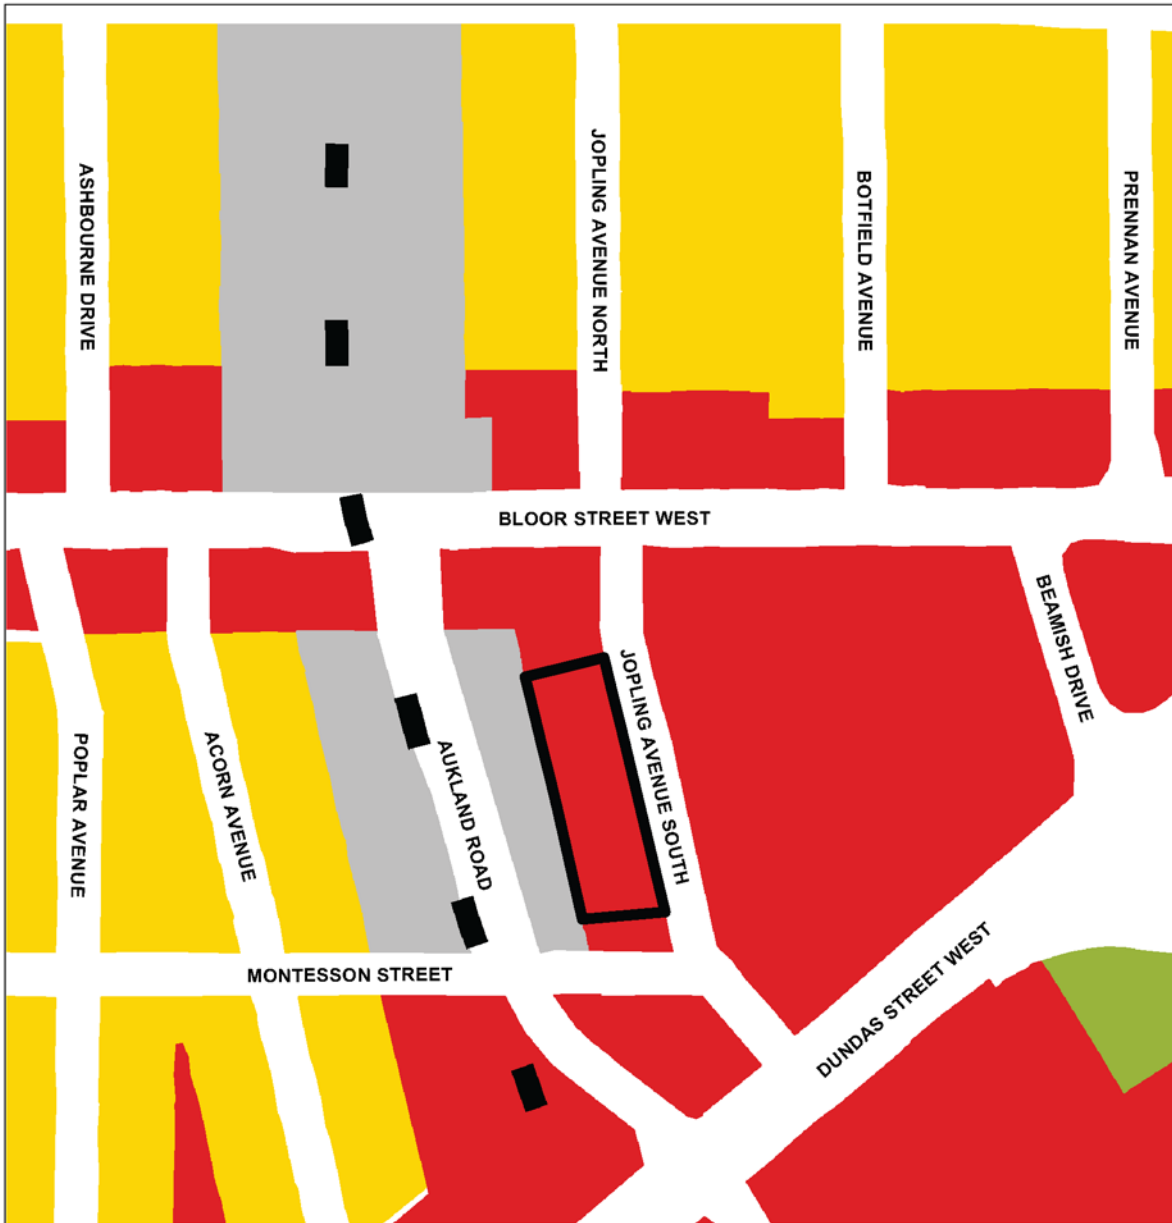 ASHBOURNE DRIVE
JOPLING AVENUE NORTH
BOTFIELD AVENUE
PRENNAN AVENUE
BLOOR STREET WEST
BEAMISH DRIVE
JOPLING AVENUE SOUTH
POPLAR AVENUE
ACORN AVENUE
AUKLAND ROAD
MONTESSON STREET
DUNDAS STREET WEST